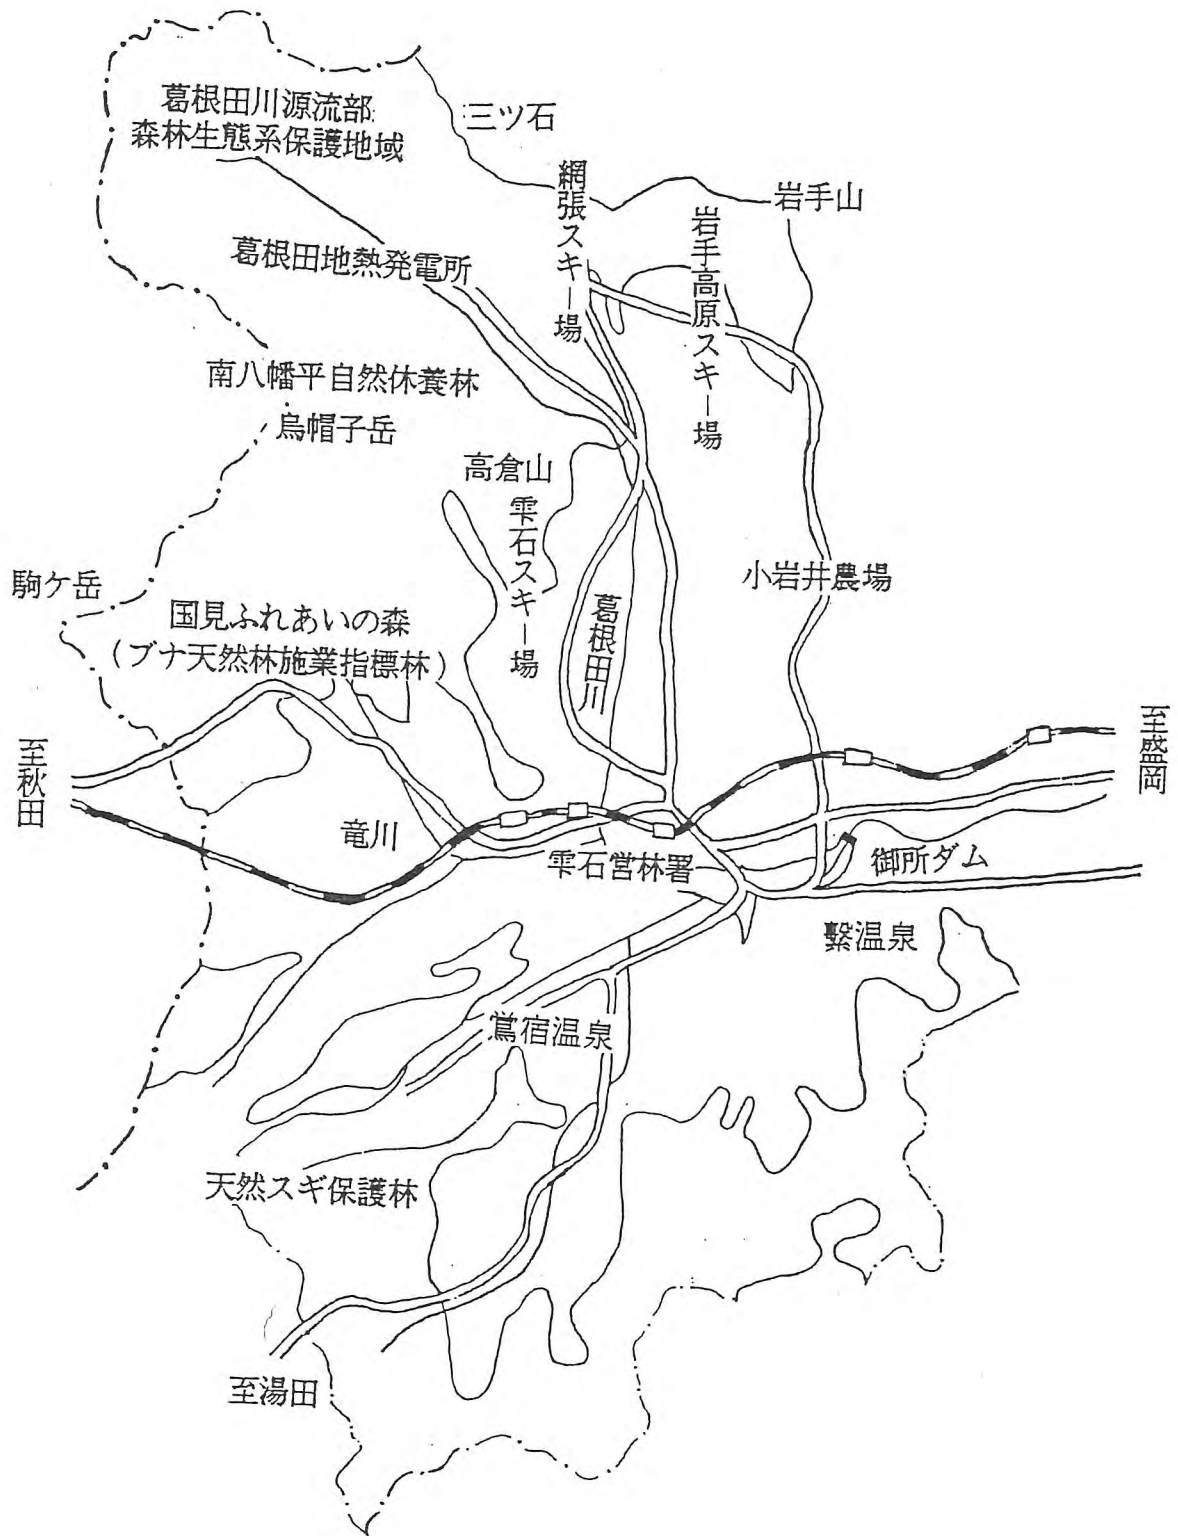 葛根田川源流部
森林生態系保護地域
三ツ石
網張スキー場
岩手山
岩手高原スキー場
葛根田地熱発電所
南八幡平自然休養林
烏帽子岳
高倉山
雫石スキー場
小岩井農場
駒ケ岳
国見ふれあいの森
（ブナ天然林施業指標林）
葛根田川
至秋田
至盛岡
竜川
雫石営林署
御所ダム
繋温泉
鶯宿温泉
天然スギ保護林
至湯田